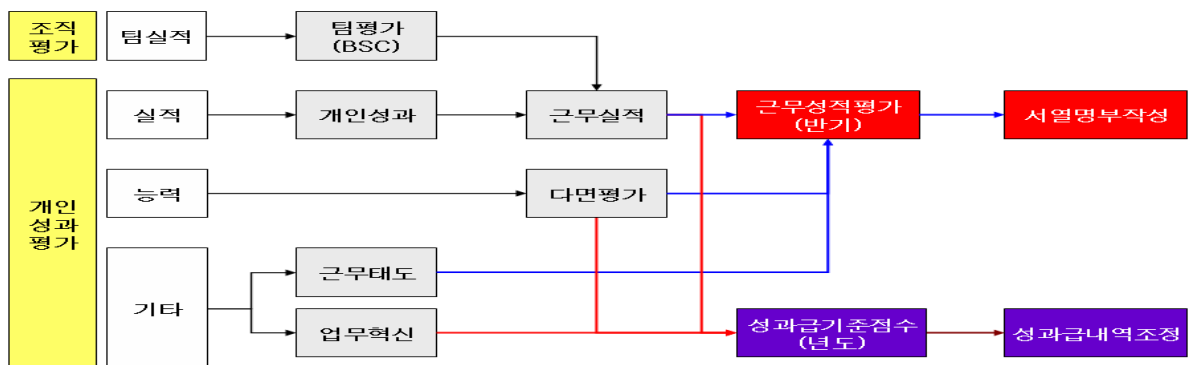 조직
평가
팀실적
팀평가
(BSC)
개인
성과
평가
실적
개인성과
근무실적
근무성적평가
(반기)
서열명부작성
능력
다면평가
기타
근무태도
업무혁신
성과급기준점수
(년도)
성과급내역조정